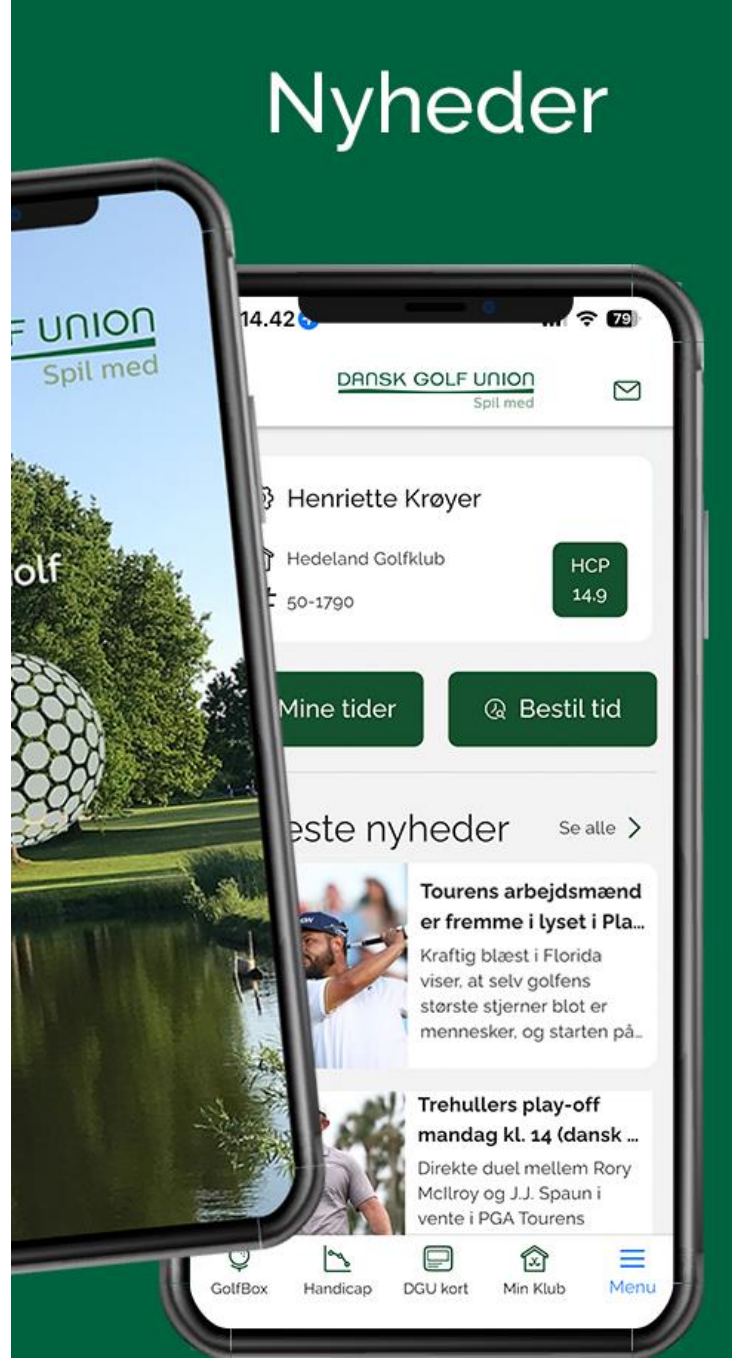 Nyheder
F UNION
Spil med
olf
14.42
79
DANSK GOLF UNION
Spil med
Henriette Krøyer
Hedeland Golfklub
50-1790
HCP
14.9
Mine tider
Bestil tid
este nyheder
Se alle
Tourens arbejdsmænd
er fremme i lyset i Pla...
Kraftig blæst i Florida
viser, at selv golfens
største stjerner blot er
mennesker, og starten på...
Trehullers play-off
mandag kl. 14 (dansk ...
Direkte duel mellem Rory
McIlroy og J.J. Spaun i
vente i PGA Tourens
GolfBox
Handicap
DGU kort
Min Klub
Menu